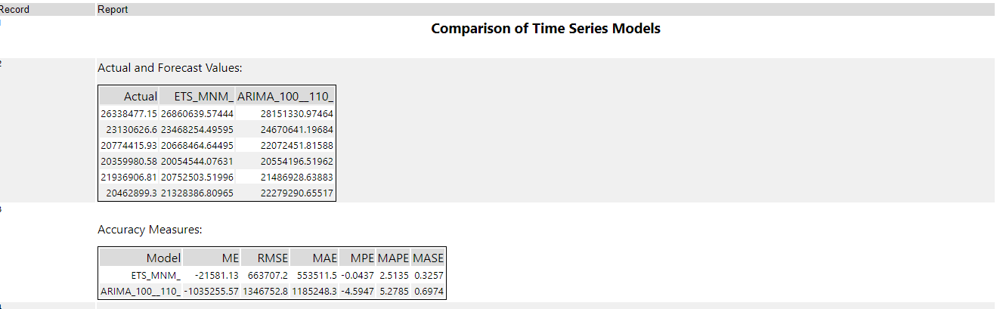 Record Report
Comparison of Time Series Models
2
Actual and Forecast Values:
Actual ETS_MNM_ ARIMA_100__110_
26338477.15 26860639.57444 28151330.97464
23130626.6 23468254.49595 24670641.19684
20774415.93 20668464.64495 22072451.81588
20359980.58 20054544.07631 20554196.51962
21936906.81 20752503.51996 21486928.63883
20462899.3 21328386.80965 22279290.65517
3
Accuracy Measures:
Model ME RMSE MAE MPE MAPE MASE
ETS_MNM_ -21581.13 663707.2 553511.5 -0.0437 2.5135 0.3257
ARIMA_100__110_ -1035255.57 1346752.8 1185248.3 -4.5947 5.2785 0.6974